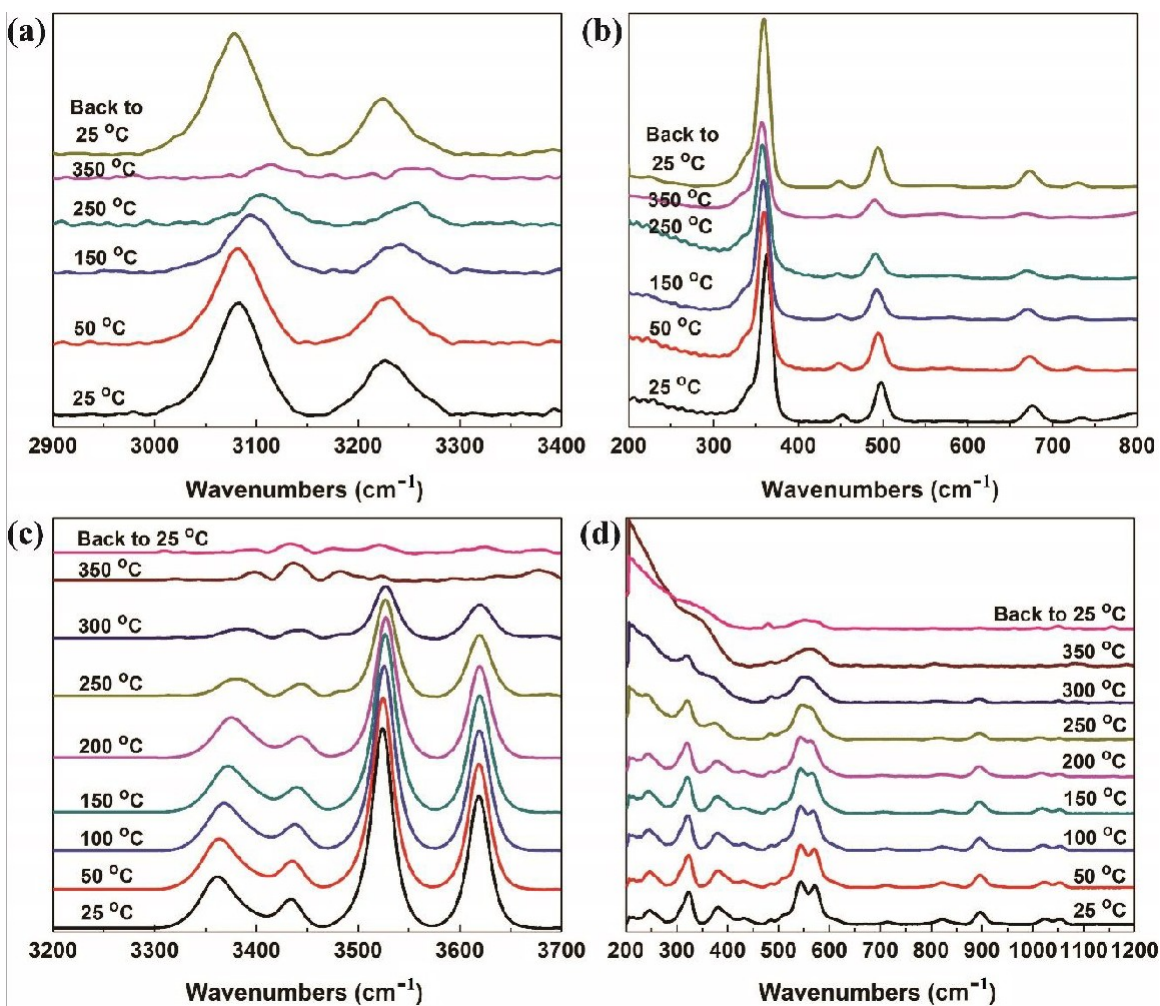 (a)
Back to
25 °C
350 °C
250 °C
150 °C
50 °C
25 °C
2900 3000 3100 3200 3300 3400
Wavenumbers (cm⁻¹)
(b)
Back to
25 °C
350 °C
250 °C
150 °C
50 °C
25 °C
200 300 400 500 600 700 800
Wavenumbers (cm⁻¹)
(c)
Back to 25 °C
350 °C
300 °C
250 °C
200 °C
150 °C
100 °C
50 °C
25 °C
3200 3300 3400 3500 3600 3700
Wavenumbers (cm⁻¹)
(d)
Back to 25 °C
350 °C
300 °C
250 °C
200 °C
150 °C
100 °C
50 °C
25 °C
200 300 400 500 600 700 800 900 1000 1100 1200
Wavenumbers (cm⁻¹)